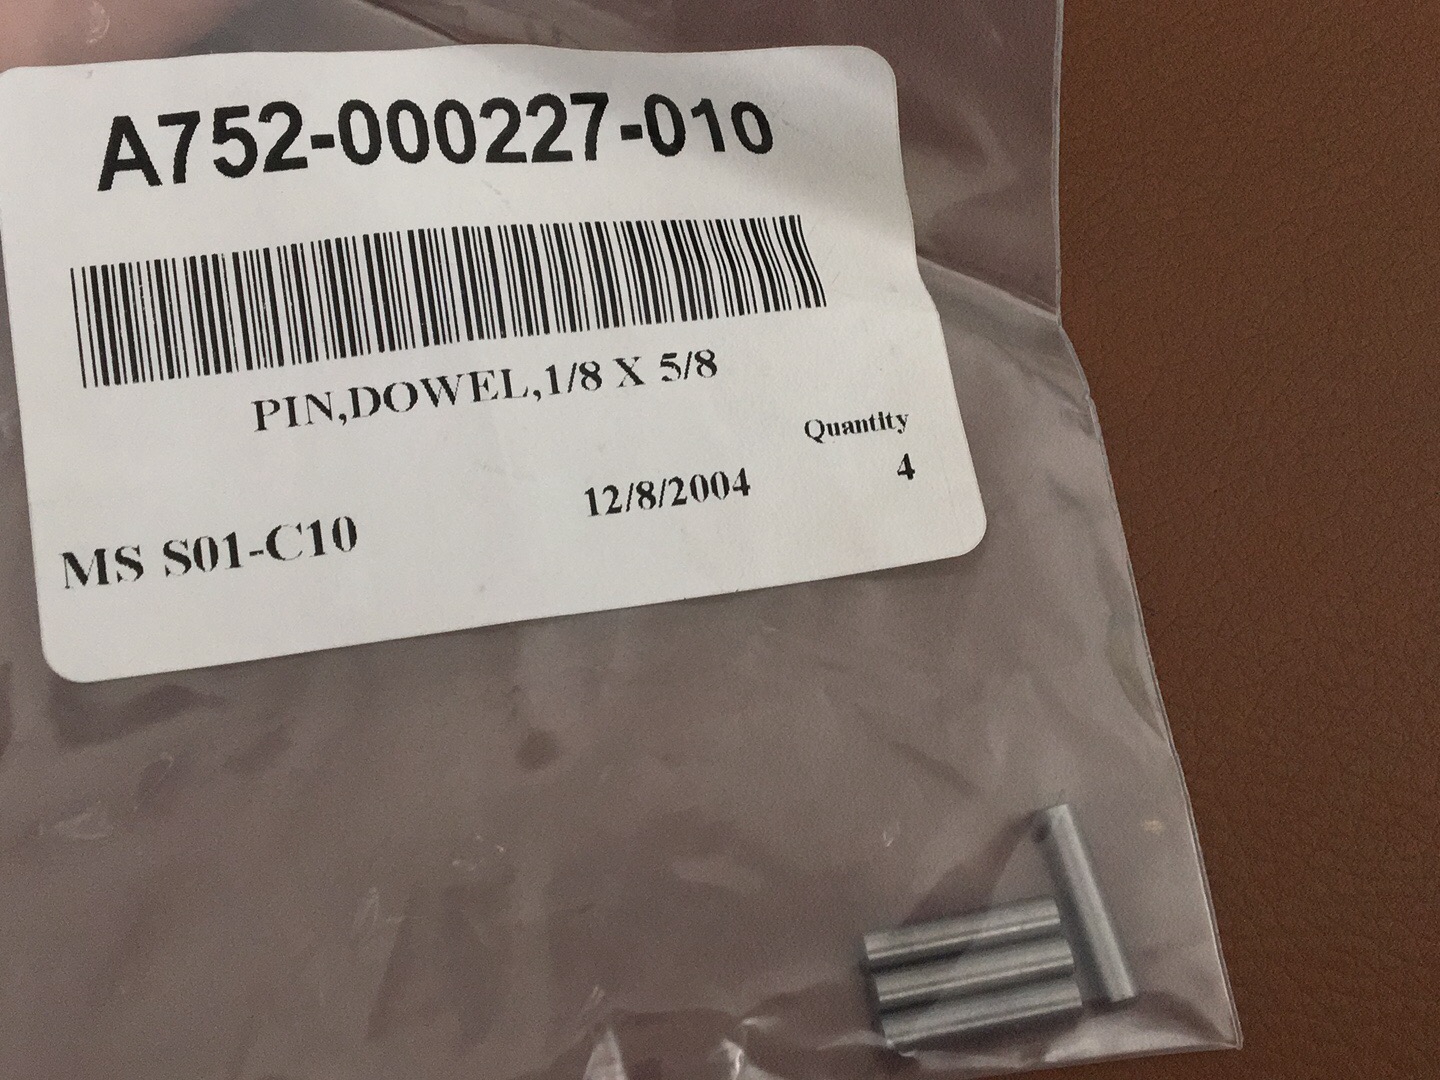 A752-000227-010
PIN,DOWEL,1/8 X 5/8
Quantity
12/8/2004 4
MS S01-C10